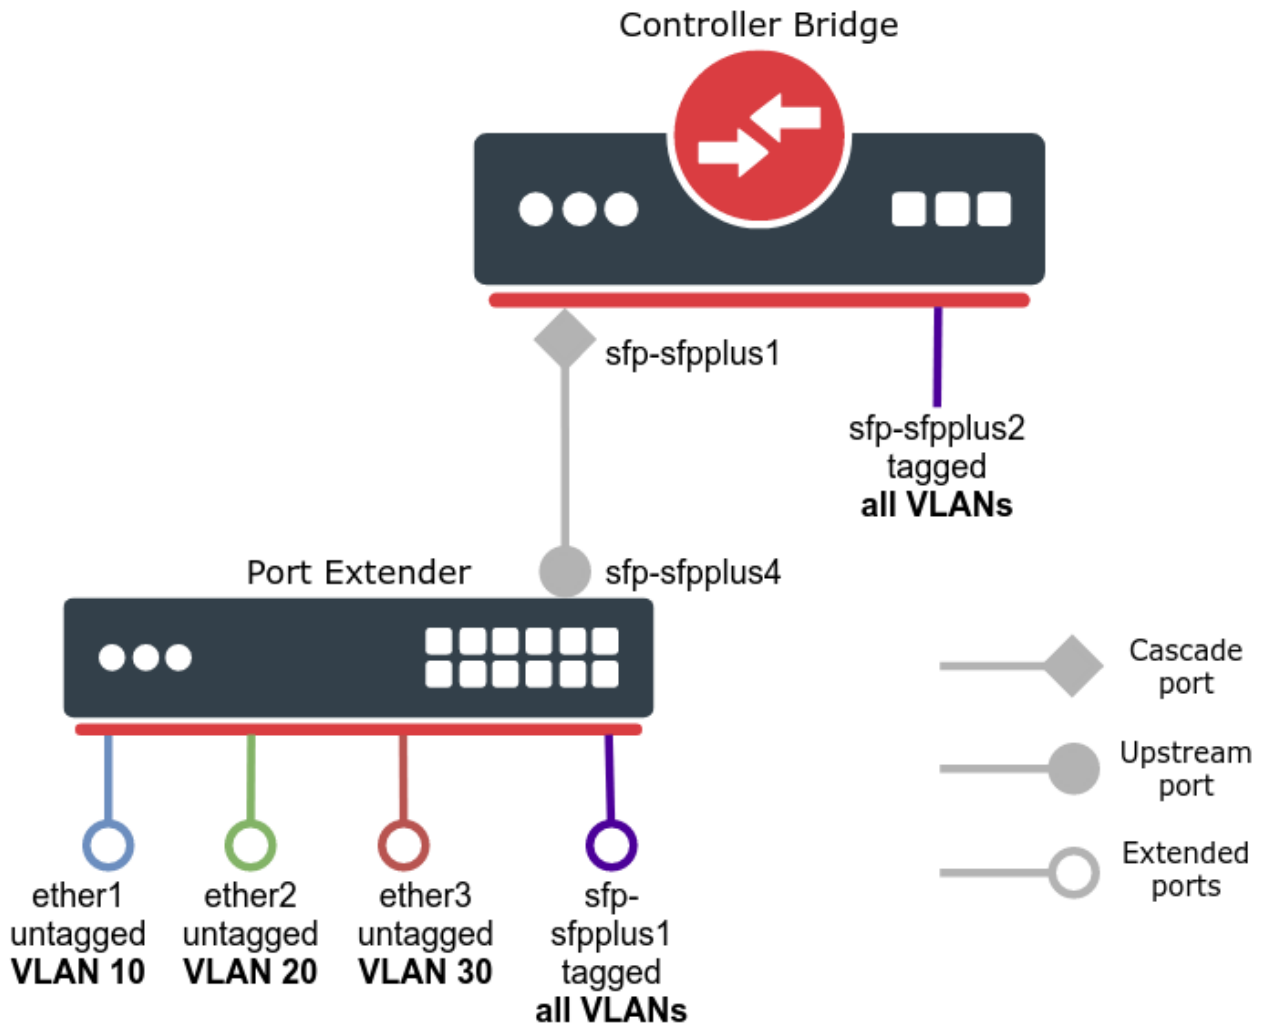 Controller Bridge
sfp-sfpplus1
sfp-sfpplus2
tagged
all VLANs
Port Extender
sfp-sfpplus4
Cascade
port
Upstream
port
Extended
ports
ether1
untagged
VLAN 10
ether2
untagged
VLAN 20
ether3
untagged
VLAN 30
sfp-
sfpplus1
tagged
all VLANs